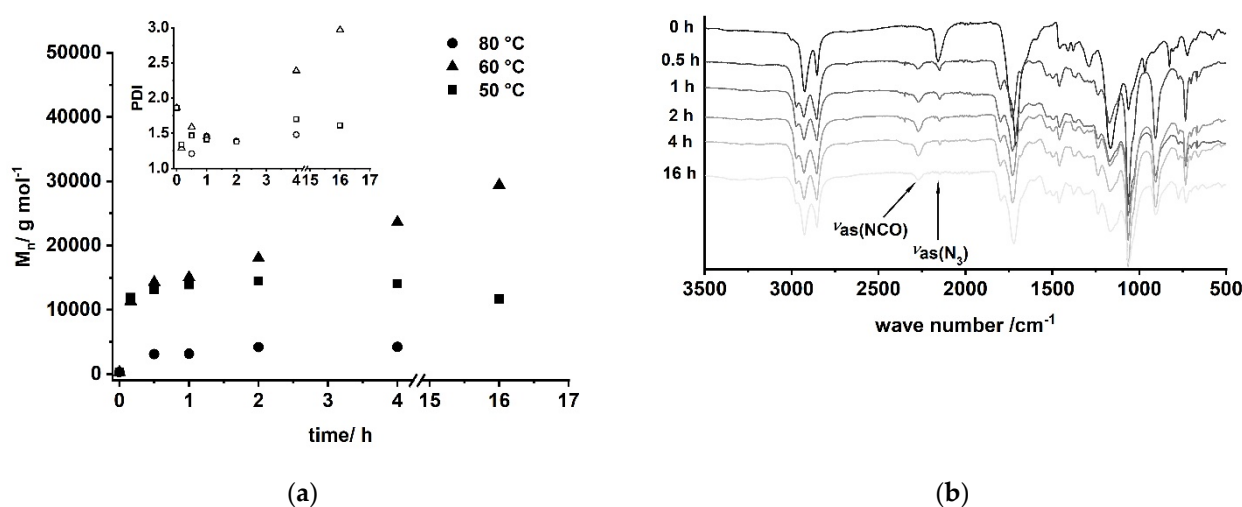 50000
40000
30000
20000
10000
0
Mn/ g mol-1
0 1 2 3 4 15 16 17
time/ h
3.0
2.5
2.0
1.5
1.0
PDI
0 1 2 3 4 15 16 17
80 °C
60 °C
50 °C
(a)
0 h
0.5 h
1 h
2 h
4 h
16 h
νas(NCO)
νas(N3)
3500 3000 2500 2000 1500 1000 500
wave number /cm-1
(b)